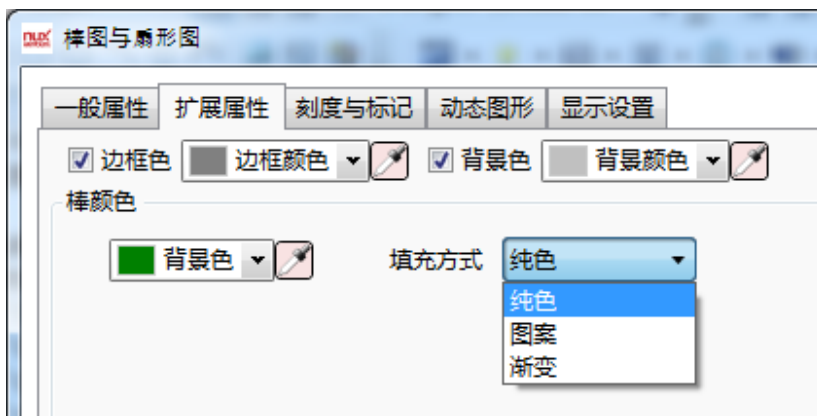 棒图与扇形图
一般属性 扩展属性 刻度与标记 动态图形 显示设置
边框色 边框颜色 背景色 背景颜色
棒颜色
背景色 填充方式 纯色
纯色
图案
渐变